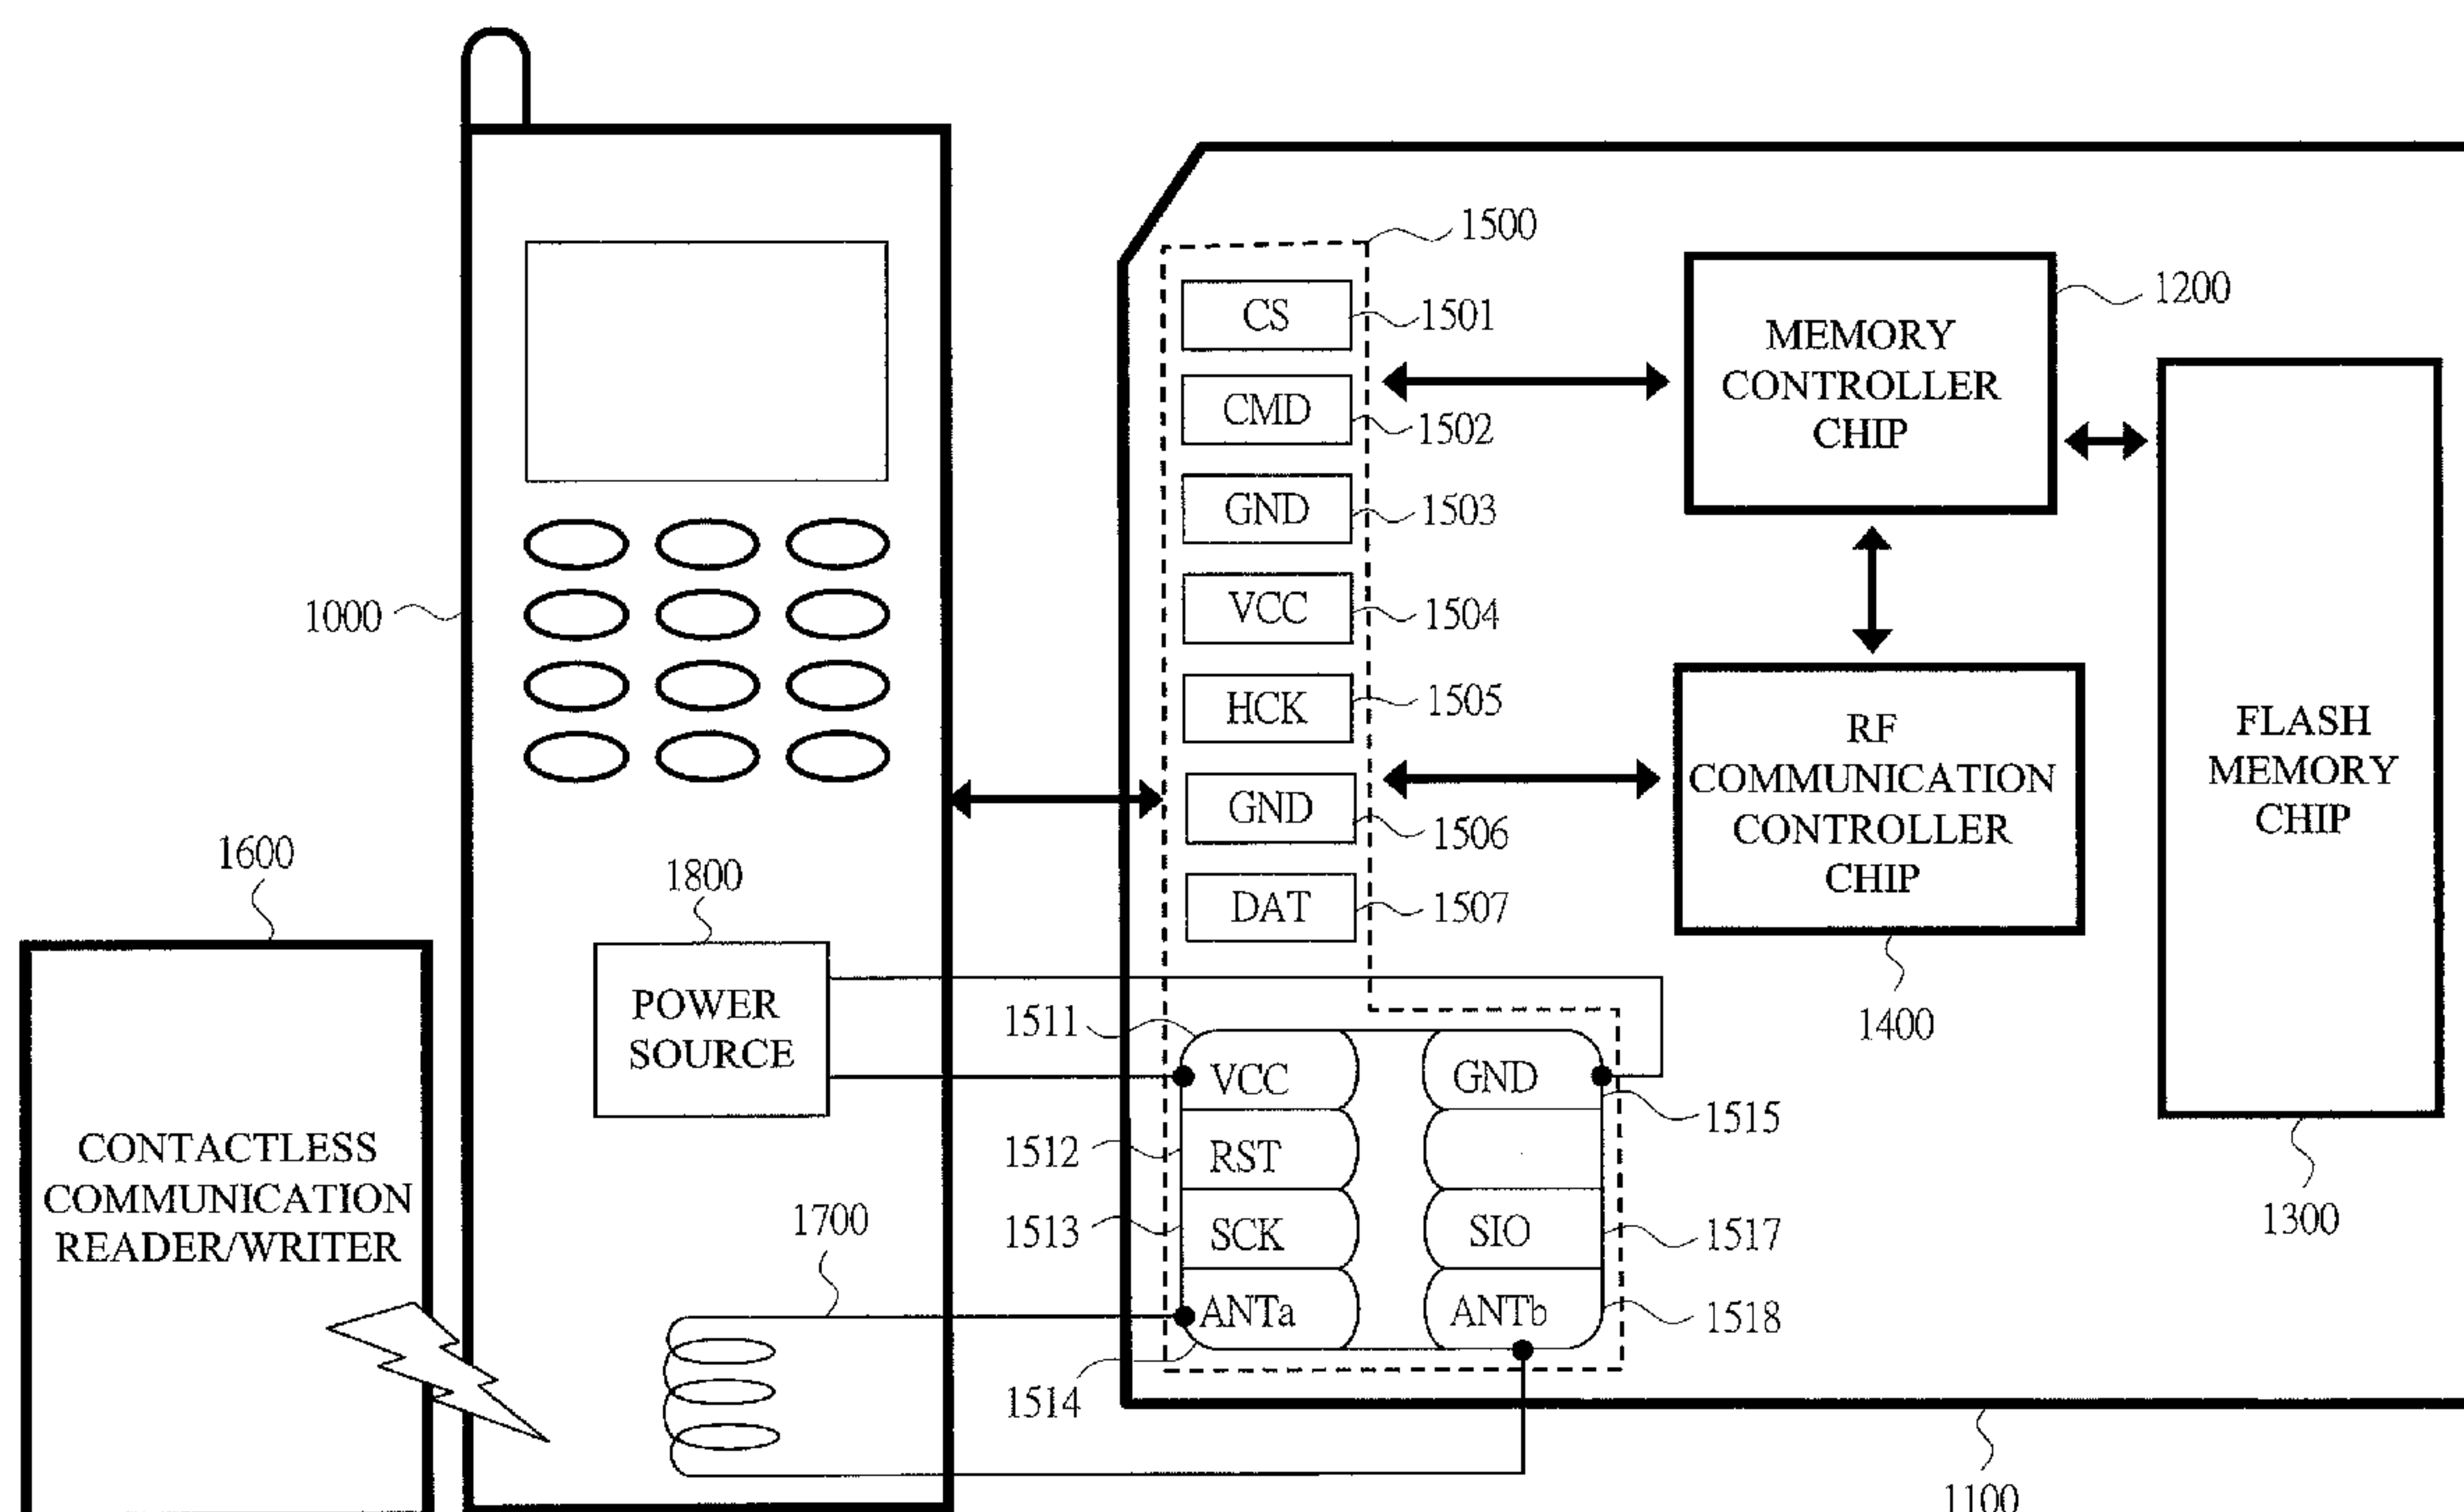 1500
CS
1501
CMD
1502
GND
1503
VCC
1504
HCK
1505
GND
1506
DAT
1507
1200
MEMORY
CONTROLLER
CHIP
RF
COMMUNICATION
CONTROLLER
CHIP
1400
FLASH
MEMORY
CHIP
1300
1000
1600
CONTACTLESS
COMMUNICATION
READER/WRITER
1800
POWER
SOURCE
1700
1511
VCC
GND
1515
1512
RST
1513
SCK
SIO
1517
ANTa
ANTb
1518
1514
1100